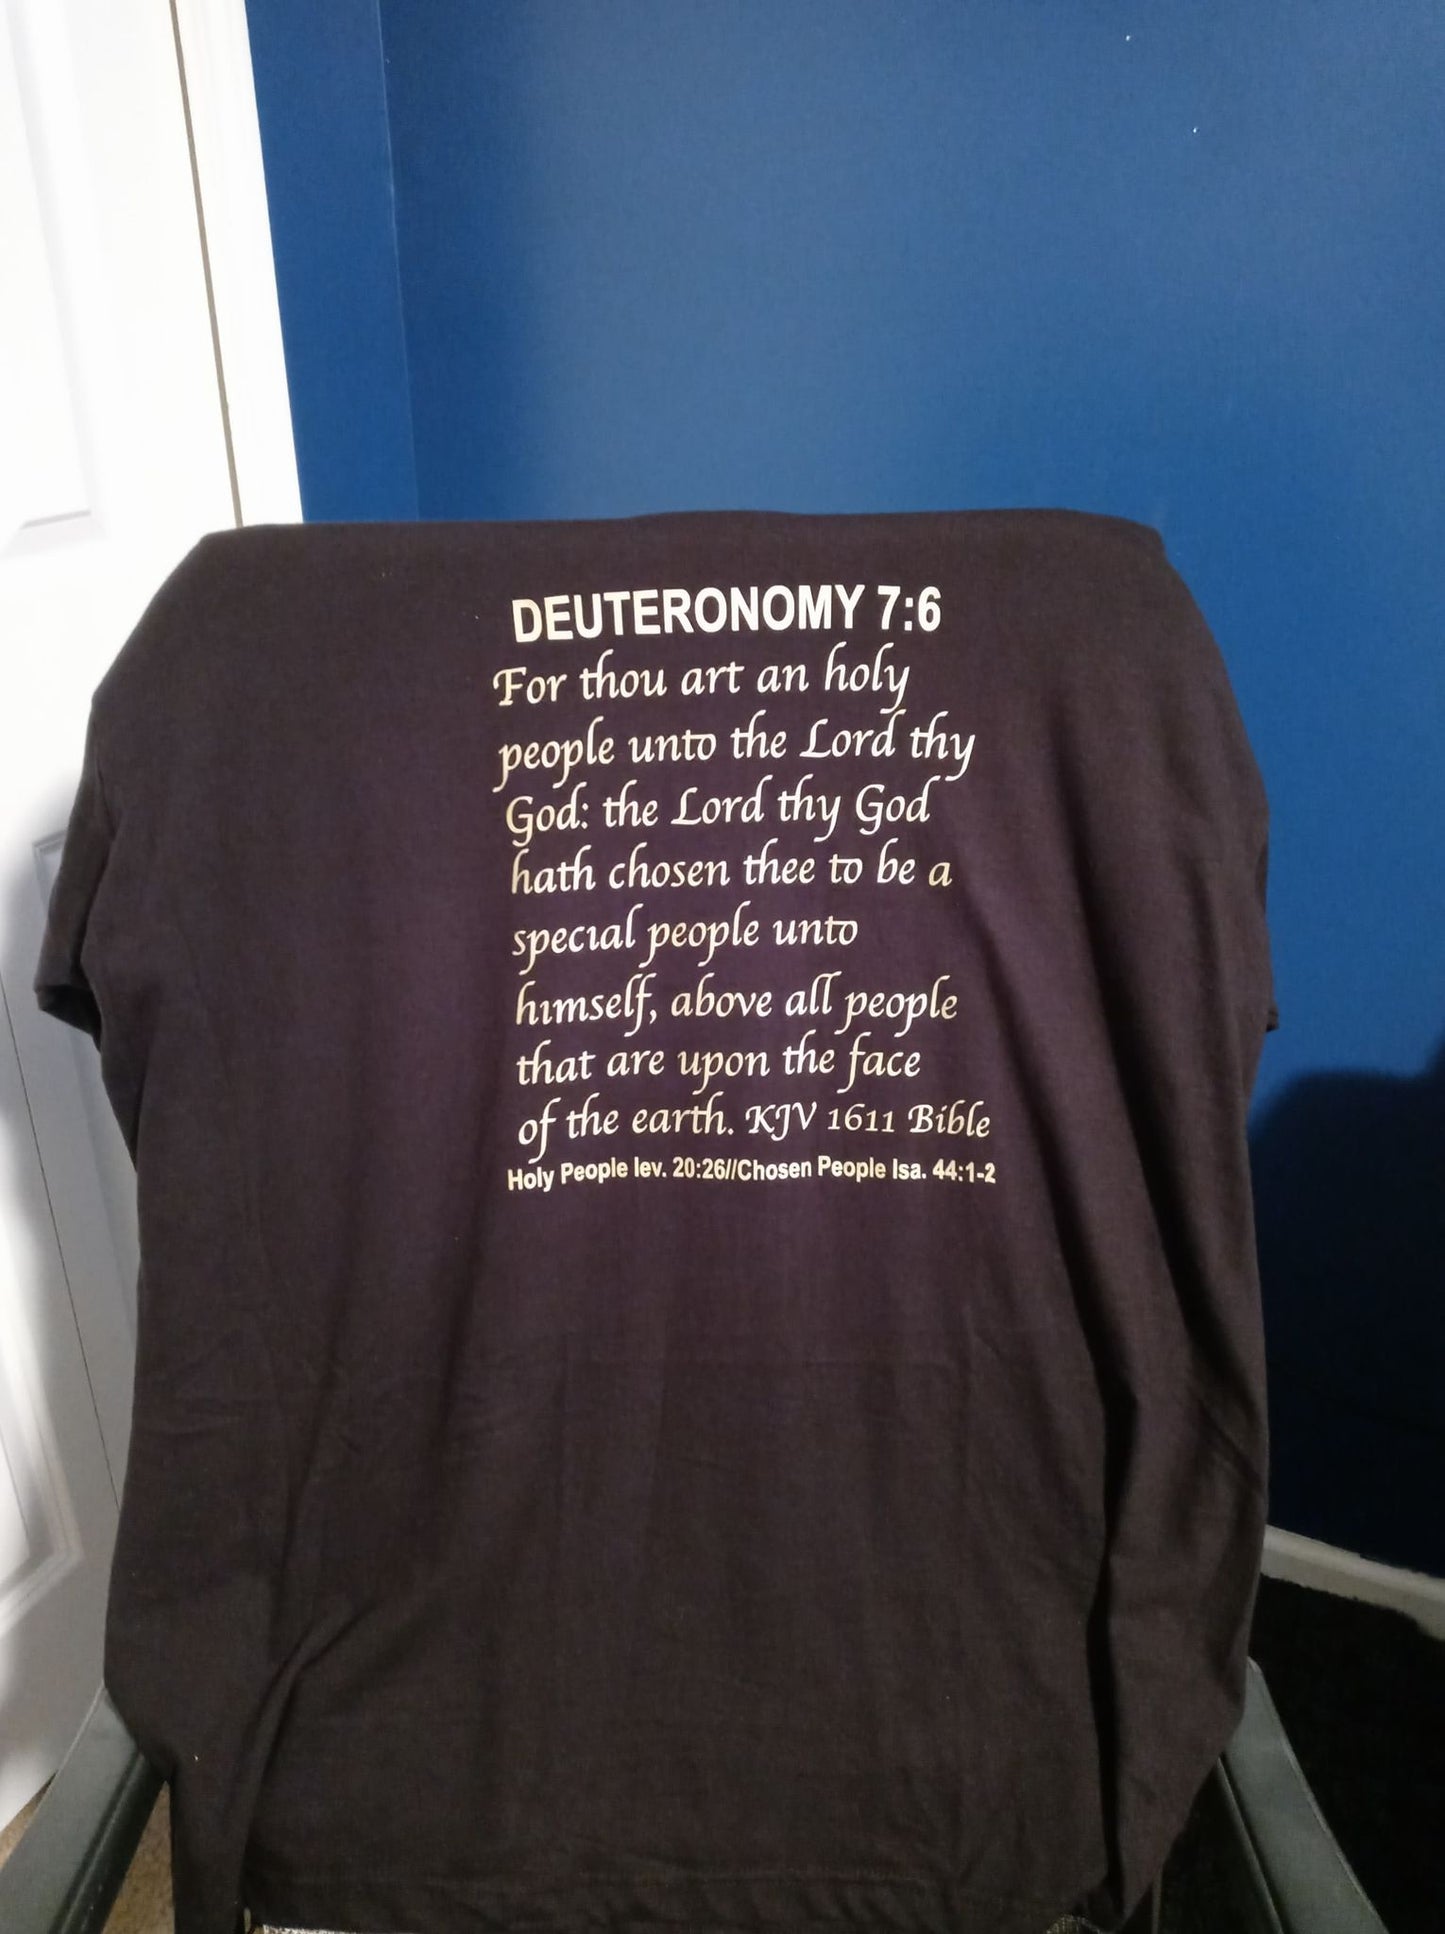 DEUTERONOMY 7:6
For thou art an holy
people unto the Lord thy
God: the Lord thy God
hath chosen thee to be a
special people unto
himself, above all people
that are upon the face
of the earth. KJV 1611 Bible
Holy People lev. 20:26//Chosen People Isa. 44:1-2